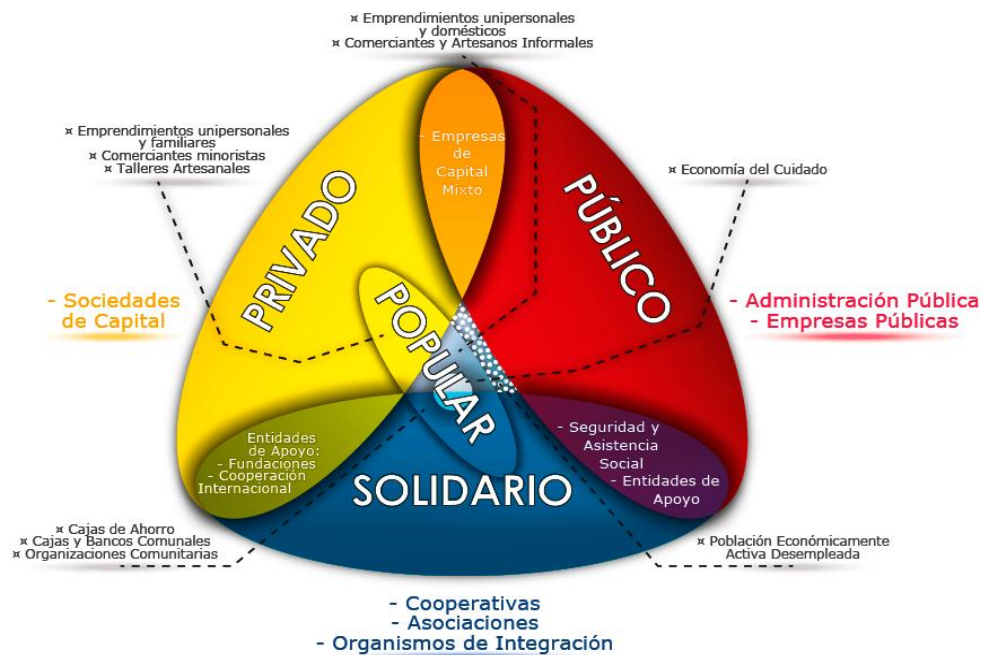 ¤ Emprendimientos unipersonales
y domésticos
¤ Comerciantes y Artesanos Informales
¤ Emprendimientos unipersonales
y familiares
¤ Comerciantes minoristas
¤ Talleres Artesanales
- Empresas
de
Capital
Mixto
¤ Economía del Cuidado
PRIVADO
PÚBLICO
- Sociedades
de Capital
POPULAR
- Administración Pública
- Empresas Públicas
Entidades
de Apoyo:
- Fundaciones
- Cooperación
Internacional
- Seguridad y
Asistencia
Social
- Entidades de
Apoyo
SOLIDARIO
¤ Cajas de Ahorro
¤ Cajas y Bancos Comunales
¤ Organizaciones Comunitarias
¤ Población Económicamente
Activa Desempleada
- Cooperativas
- Asociaciones
- Organismos de Integración